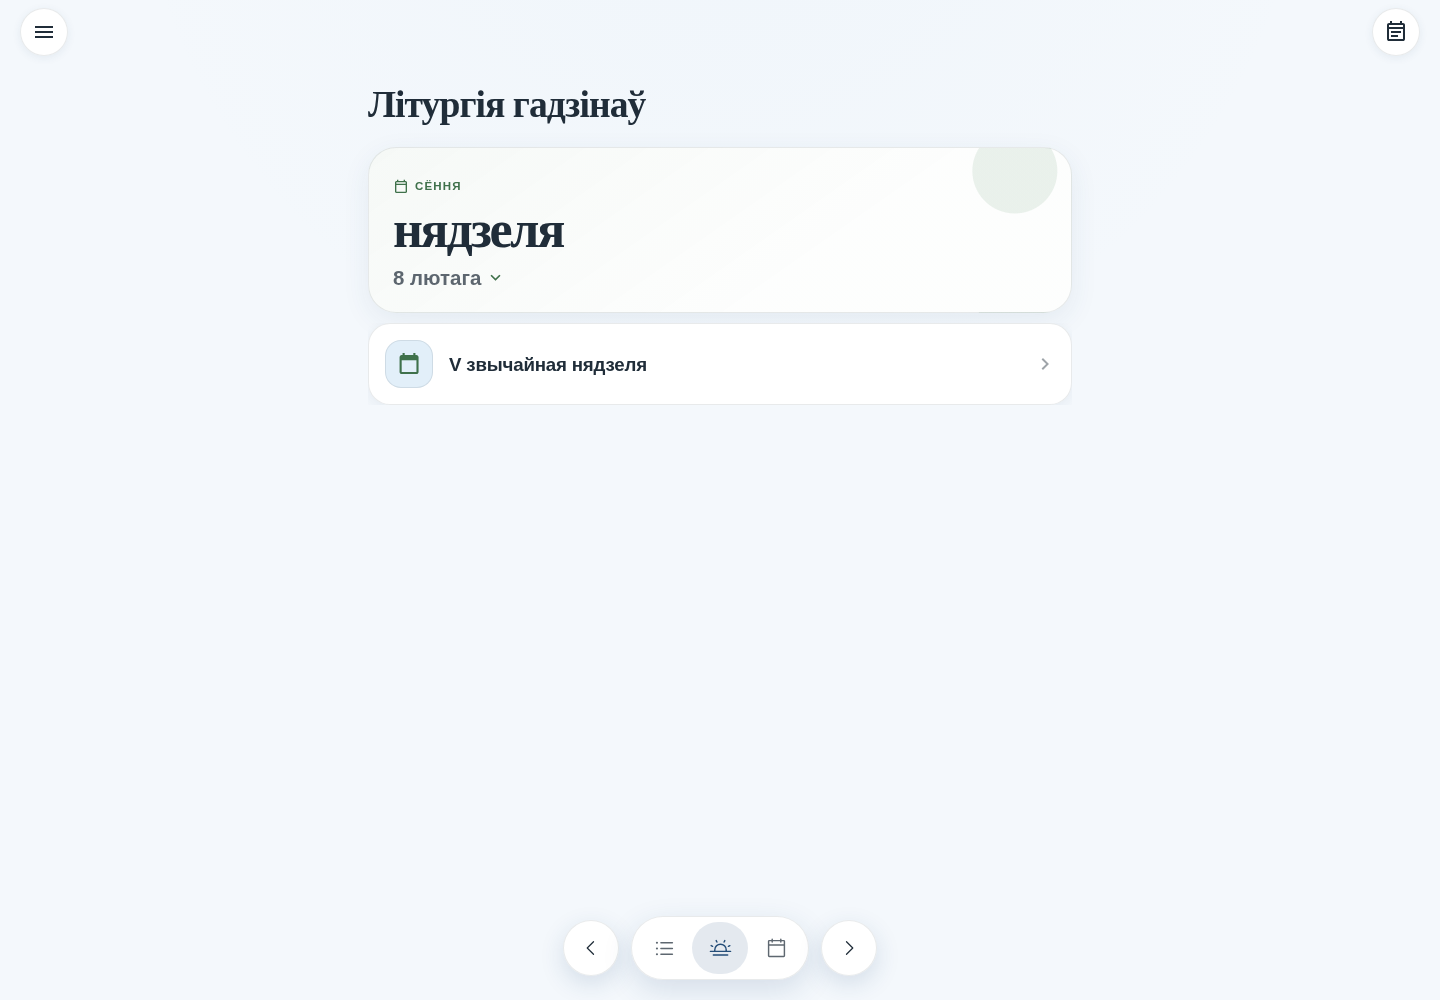 Літургія гадзінаў
СЁННЯ
нядзеля
8 лютага
V звычайная нядзеля